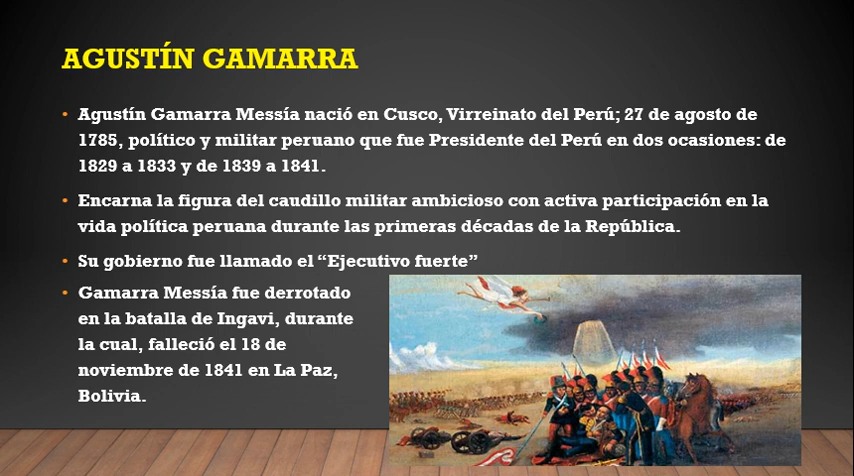 AGUSTÍN GAMARRA
• Agustín Gamarra Messía nació en Cusco, Virreinato del Perú; 27 de agosto de
1785, político y militar peruano que fue Presidente del Perú en dos ocasiones: de
1829 a 1833 y de 1839 a 1841.
• Encarna la figura del caudillo militar ambicioso con activa participación en la
vida política peruana durante las primeras décadas de la República.
• Su gobierno fue llamado el “Ejecutivo fuerte”
• Gamarra Messía fue derrotado
en la batalla de Ingavi, durante
la cual, falleció el 18 de
noviembre de 1841 en La Paz,
Bolivia.